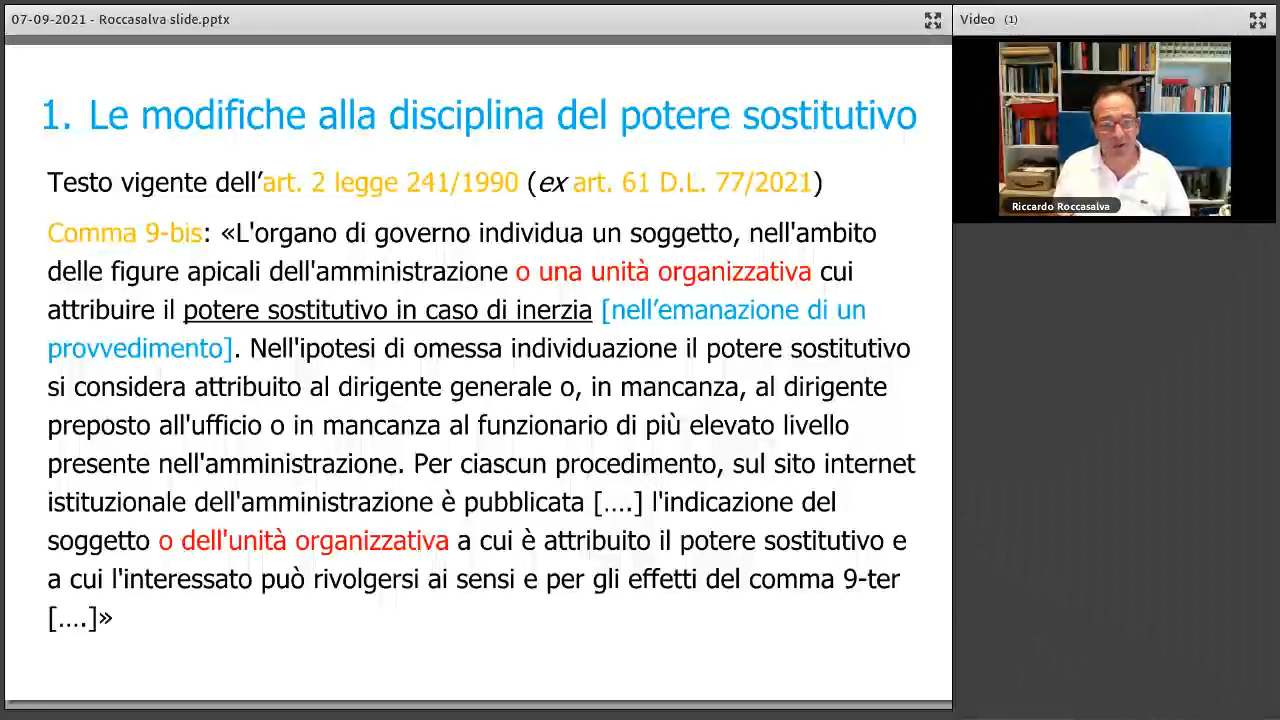 07-09-2021 - Roccasalva slide.pptx
Video (1)
1. Le modifiche alla disciplina del potere sostitutivo
Testo vigente dell’art. 2 legge 241/1990 (ex art. 61 D.L. 77/2021)
Comma 9-bis: «L'organo di governo individua un soggetto, nell'ambito
delle figure apicali dell'amministrazione o una unità organizzativa cui
attribuire il potere sostitutivo in caso di inerzia [nell’emanazione di un
provvedimento]. Nell'ipotesi di omessa individuazione il potere sostitutivo
si considera attribuito al dirigente generale o, in mancanza, al dirigente
preposto all'ufficio o in mancanza al funzionario di più elevato livello
presente nell'amministrazione. Per ciascun procedimento, sul sito internet
istituzionale dell'amministrazione è pubblicata [....] l'indicazione del
soggetto o dell'unità organizzativa a cui è attribuito il potere sostitutivo e
a cui l'interessato può rivolgersi ai sensi e per gli effetti del comma 9-ter
[....]»
Riccardo Roccasalva